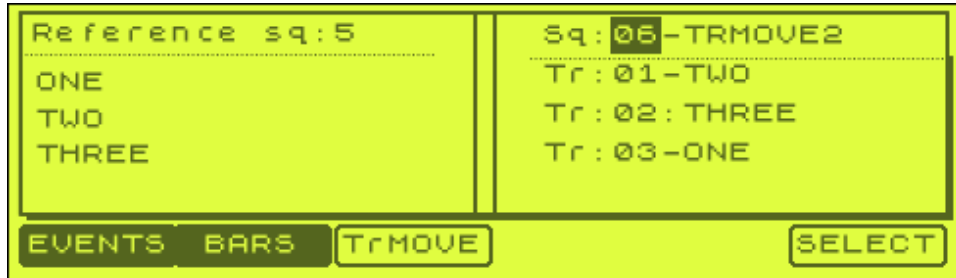 Reference sq:5
ONE
TWO
THREE
Sq:06-TRMOVE2
Tr:01-TWO
Tr:02:THREE
Tr:03-ONE
EVENTS BARS TrMOVE SELECT